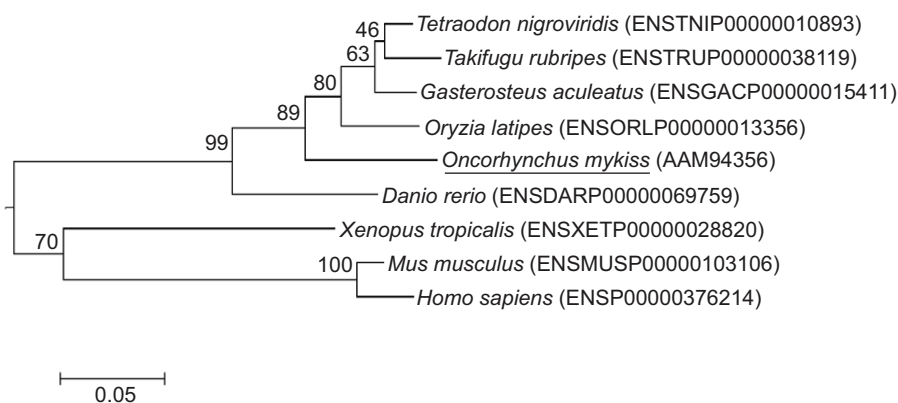 46 Tetraodon nigroviridis (ENSTNIP00000010893)
63 Takifugu rubripes (ENSTRUP00000038119)
80 Gasterosteus aculeatus (ENSGACP00000015411)
89 Oryzia latipes (ENSORLP00000013356)
99 Oncorhynchus mykiss (AAM94356)
Danio rerio (ENSDARP00000069759)
70 Xenopus tropicalis (ENSXETP00000028820)
100 Mus musculus (ENSMUSP00000103106)
Homo sapiens (ENSP00000376214)
0.05